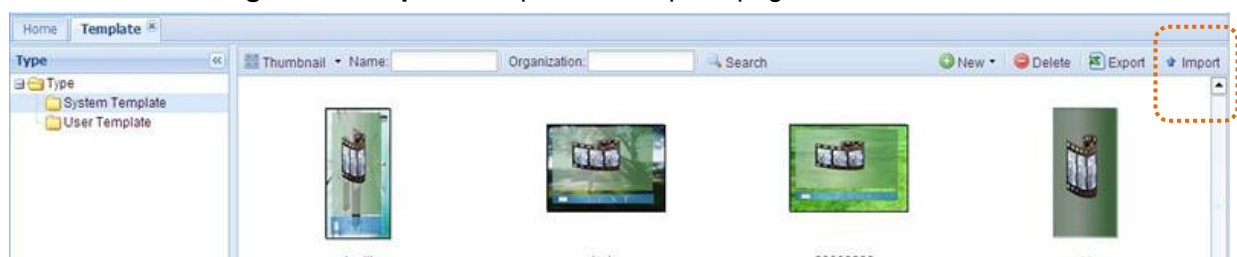 Home Template
Type
Thumbnail Name: Organization: Search New Delete Export Import
Type
System Template
User Template